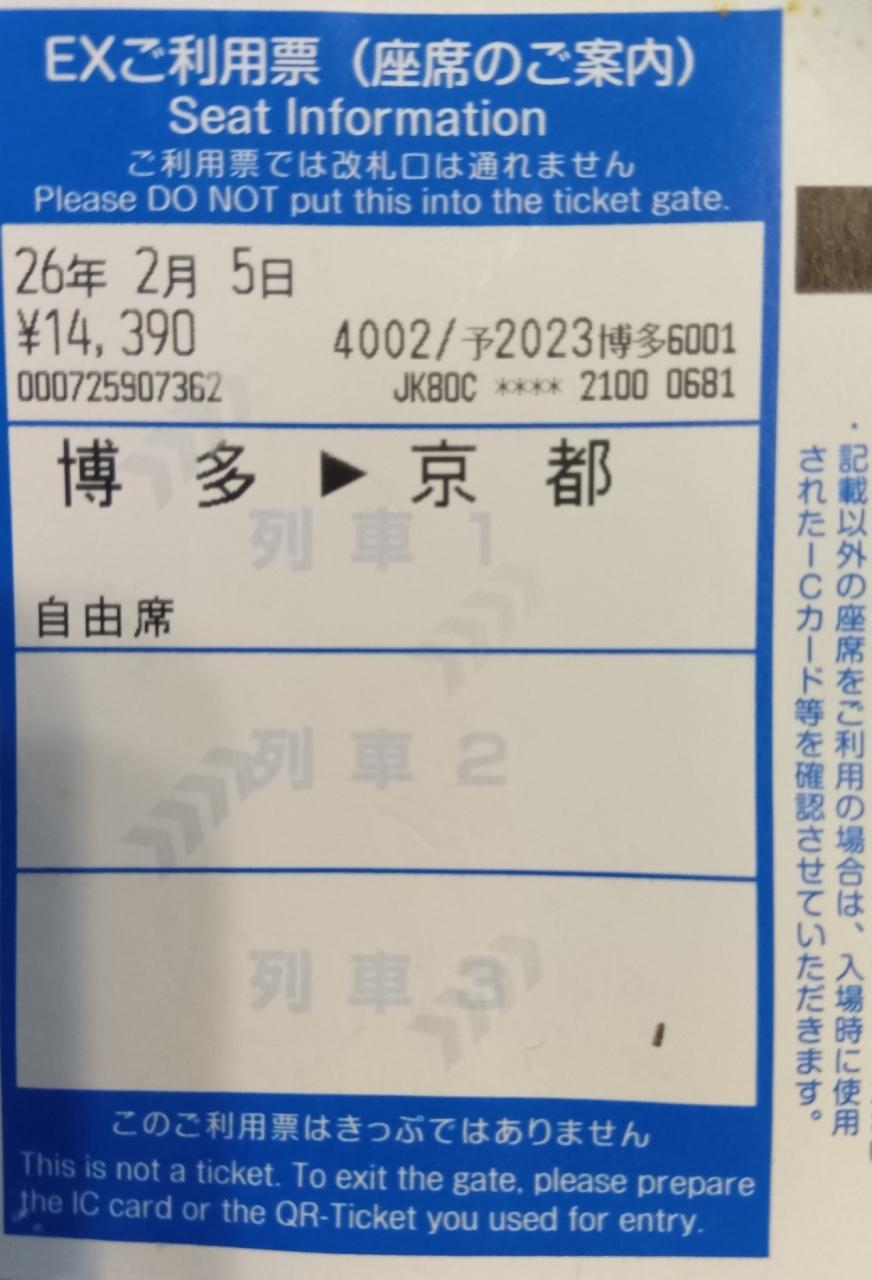 EXご利用票（座席のご案内）
Seat Information
ご利用票では改札口は通れません
Please DO NOT put this into the ticket gate.
26年 2月 5日
¥14,390 4002/予2023博多6001
000725907362 JK80C **** 2100 0681
博 多 ▶ 京 都
列車 1
自由席
列車 2
列車 3
このご利用票はきっぷではありません
This is not a ticket. To exit the gate, please prepare
the IC card or the QR-Ticket you used for entry.
・記載以外の座席をご利用の場合は、入場時に使用
されたICカード等を確認させていただきます。